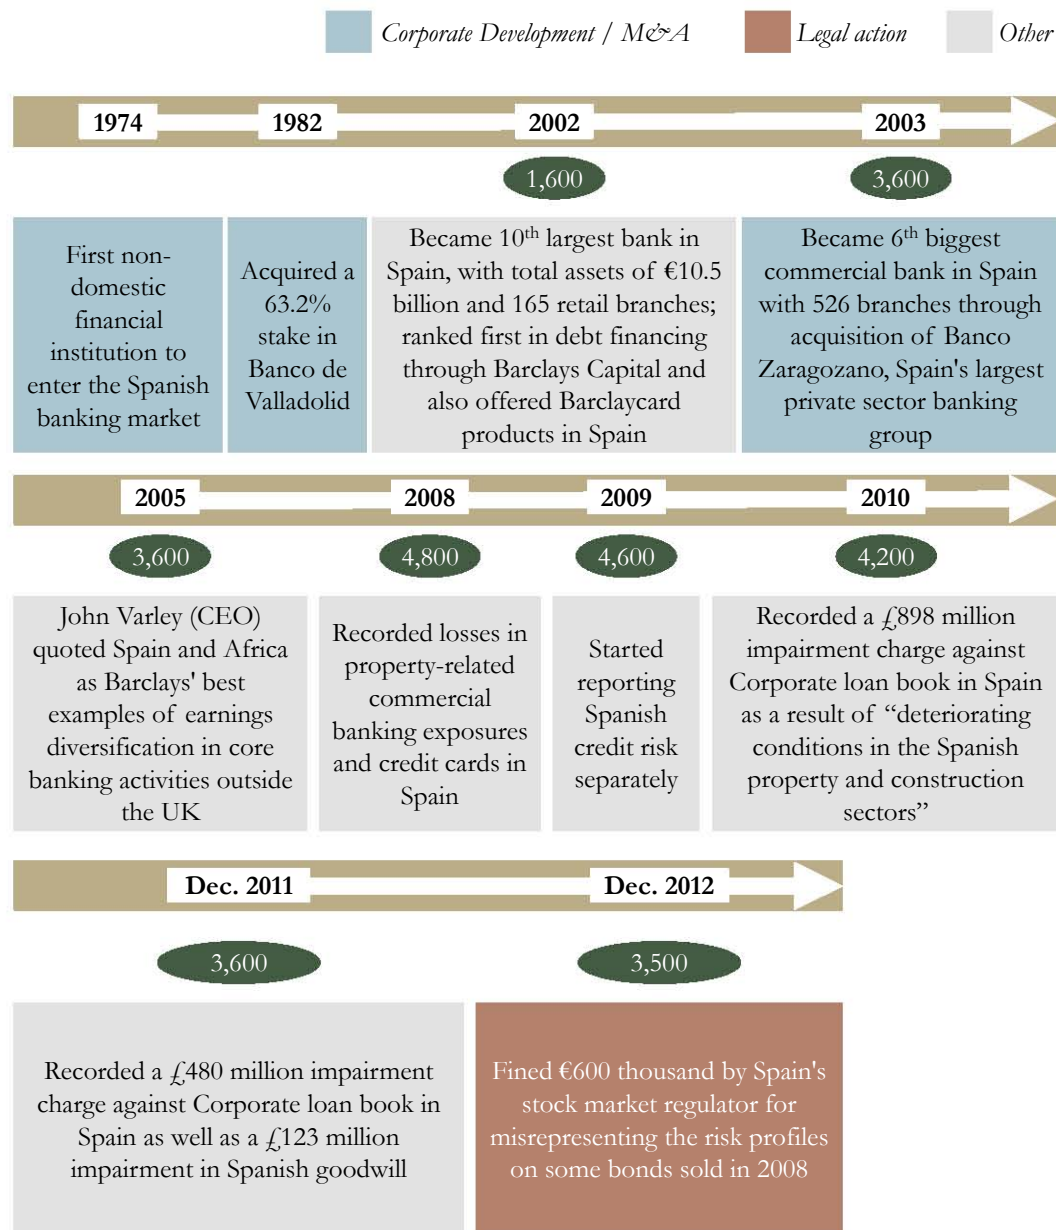 Corporate Development / M&A
Legal action
Other
1974
1982
2002
2003
1,600
3,600
First non-
domestic
financial
institution to
enter the Spanish
banking market
Acquired a
63.2%
stake in
Banco de
Valladolid
Became 10th largest bank in
Spain, with total assets of €10.5
billion and 165 retail branches;
ranked first in debt financing
through Barclays Capital and
also offered Barclaycard
products in Spain
Became 6th biggest
commercial bank in Spain
with 526 branches through
acquisition of Banco
Zaragozano, Spain's largest
private sector banking
group
2005
2008
2009
2010
3,600
4,800
4,600
4,200
John Varley (CEO)
quoted Spain and Africa
as Barclays' best
examples of earnings
diversification in core
banking activities outside
the UK
Recorded losses in
property-related
commercial
banking exposures
and credit cards in
Spain
Started
reporting
Spanish
credit risk
separately
Recorded a £898 million
impairment charge against
Corporate loan book in Spain
as a result of “deteriorating
conditions in the Spanish
property and construction
sectors”
Dec. 2011
Dec. 2012
3,600
3,500
Recorded a £480 million impairment
charge against Corporate loan book in
Spain as well as a £123 million
impairment in Spanish goodwill
Fined €600 thousand by Spain's
stock market regulator for
misrepresenting the risk profiles
on some bonds sold in 2008